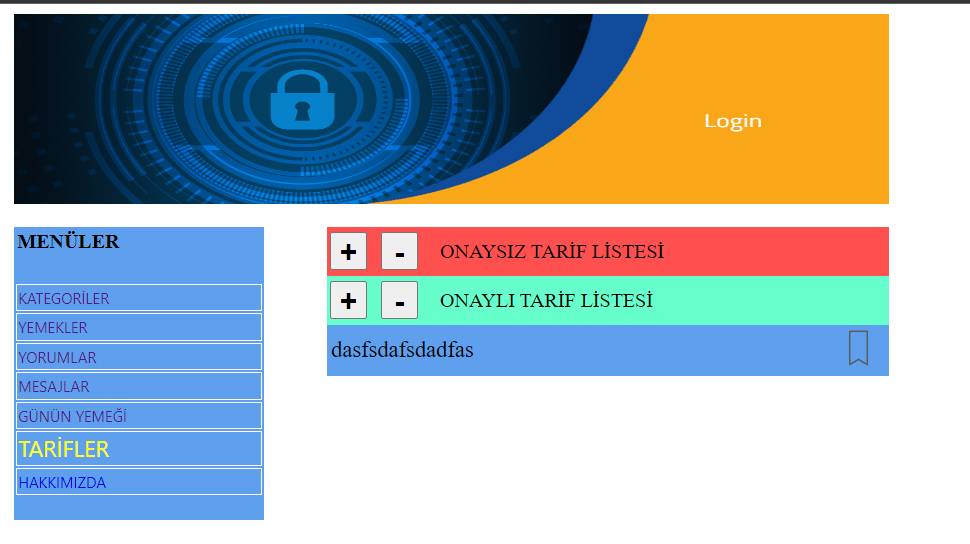 Login
MENÜLER
KATEGORİLER
YEMEKLER
YORUMLAR
MESAJLAR
GÜNÜN YEMEĞİ
TARİFLER
HAKKIMIZDA
+ - ONAYSIZ TARİF LİSTESİ
+ - ONAYLI TARİF LİSTESİ
dasfsdafsdadfas